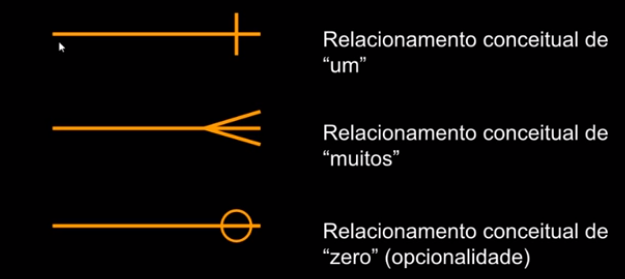 Relacionamento conceitual de
“um”
Relacionamento conceitual de
“muitos”
Relacionamento conceitual de
“zero” (opcionalidade)